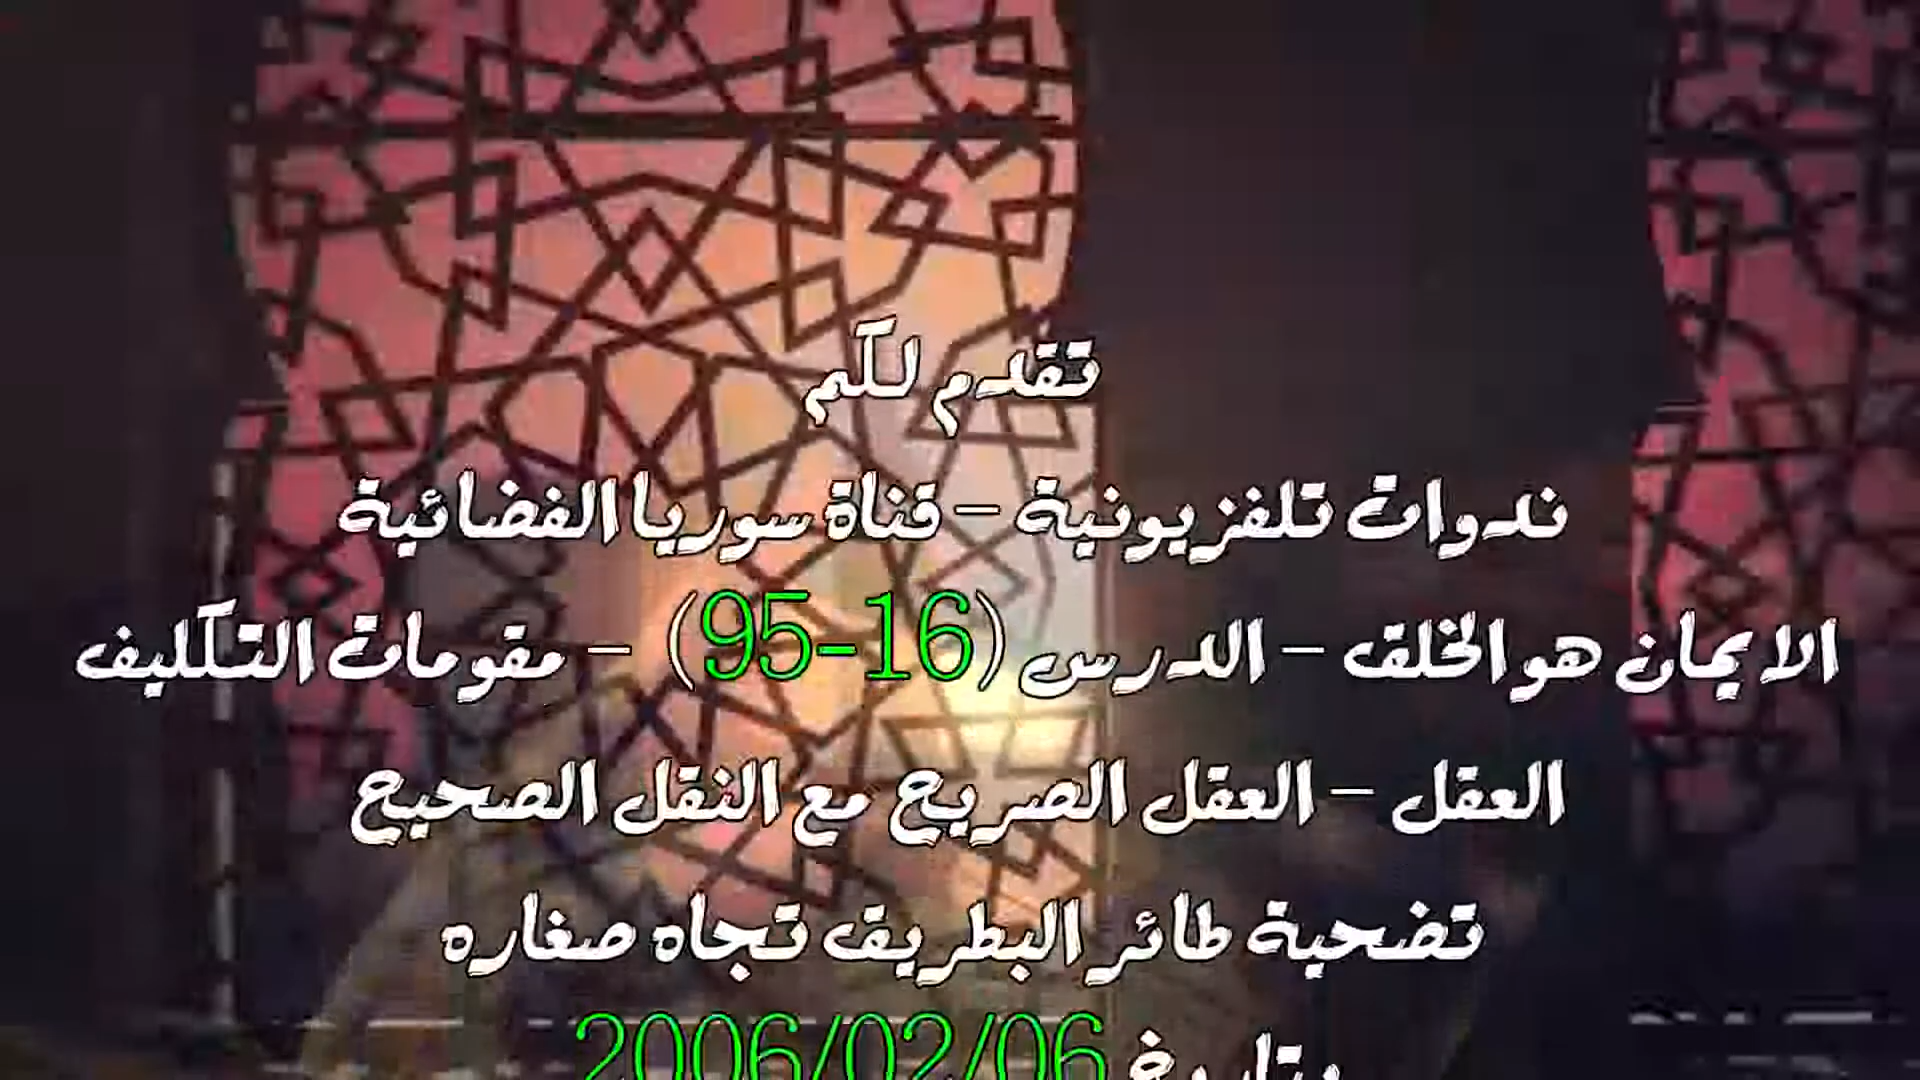 تقدم لكم
ندوات تلفزيونية – قناة سوريا الفضائية
الايمان هو الخلق – الدرس (16-95) – مقومات التكليف
العقل – العقل الصريح مع النقل الصحيح
تضحية طائر البطريق تجاه صغاره
بتاريخ 2006/02/06